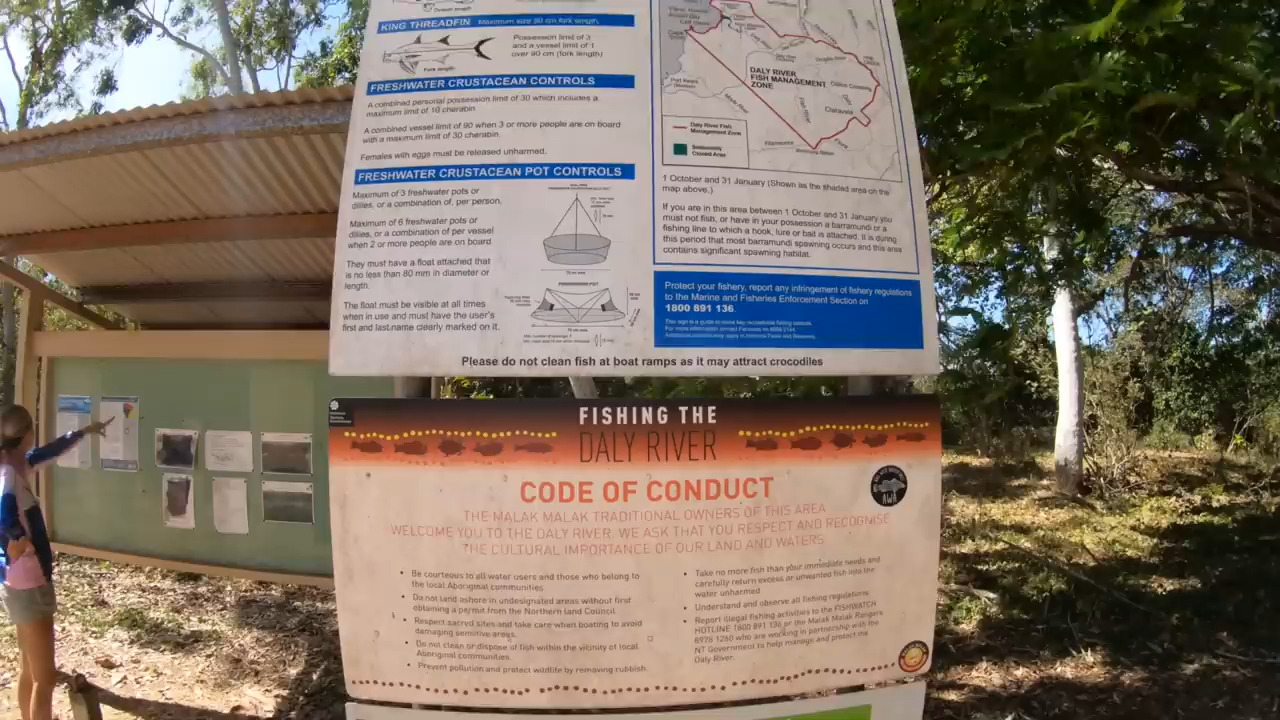 KING THREADFIN Maximum size 90 cm fork length.
Possession limit of 3
and a vessel limit of 1
over 90 cm (fork length)
Fork length
FRESHWATER CRUSTACEAN CONTROLS
A combined personal possession limit of 30 which includes a
maximum limit of 10 cherabin.
A combined vessel limit of 90 when 3 or more people are on board
with a maximum limit of 30 cherabin.
Females with eggs must be released unharmed.
FRESHWATER CRUSTACEAN POT CONTROLS
Maximum of 3 freshwater pots or
dillies, or a combination of, per person.
Maximum of 6 freshwater pots or
dillies, or a combination of per vessel
when 2 or more people are on board.
They must have a float attached that
is no less than 80 mm in diameter or
length.
The float must be visible at all times
when in use and must have the user's
first and last name clearly marked on it.
DALY RIVER
FISH MANAGEMENT
ZONE
Daly River Fish
Management Zone
Seasonally
Closed Area
1 October and 31 January (Shown as the shaded area on the
map above.)
If you are in this area between 1 October and 31 January you
must not fish, or have in your possession a barramundi or a
fishing line to which a hook, lure or bait is attached. It is during
this period that most barramundi spawning occurs and this area
contains significant spawning habitat.
Protect your fishery, report any infringement of fishery regulations
to the Marine and Fisheries Enforcement Section on
1800 891 136.
Please do not clean fish at boat ramps as it may attract crocodiles
FISHING THE
DALY RIVER
CODE OF CONDUCT
THE MALAK MALAK TRADITIONAL OWNERS OF THIS AREA
WELCOME YOU TO THE DALY RIVER. WE ASK THAT YOU RESPECT AND RECOGNISE
THE CULTURAL IMPORTANCE OF OUR LAND AND WATERS
• Be courteous to all water users and those who belong to
the local Aboriginal communities.
• Do not land ashore in undesignated areas without first
obtaining a permit from the Northern Land Council
• Respect sacred sites and take care when boating to avoid
damaging sensitive areas.
• Do not clean or dispose of fish within the vicinity of local
Aboriginal communities.
• Prevent pollution and protect wildlife by removing rubbish.
• Take no more fish than your immediate needs and
carefully return excess or unwanted fish into the
water unharmed
• Understand and observe all fishing regulations
• Report illegal fishing activities to the FISHWATCH
HOTLINE 1800 891 136 or the Malak Malak Rangers
8978 1260 who are working in partnership with the
NT Government to help manage and protect the
Daly River.